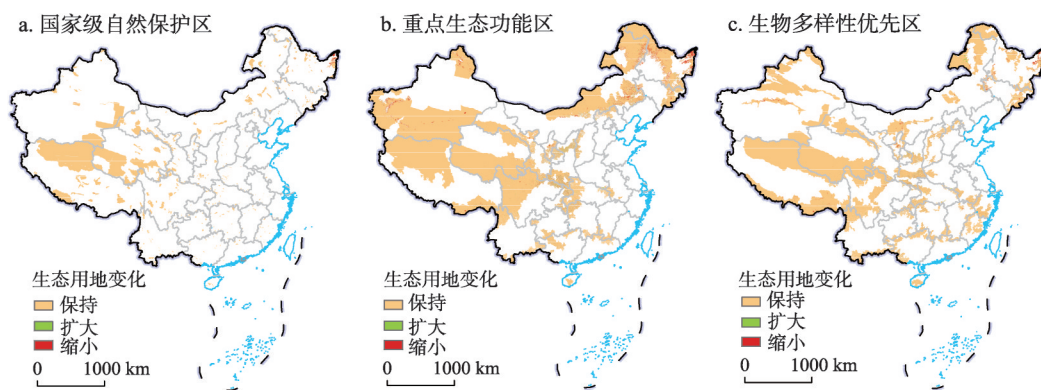 a. 国家级自然保护区
b. 重点生态功能区
c. 生物多样性优先区
生态用地变化
保持
扩大
缩小
0 1000 km
生态用地变化
保持
扩大
缩小
0 1000 km
生态用地变化
保持
扩大
缩小
0 1000 km